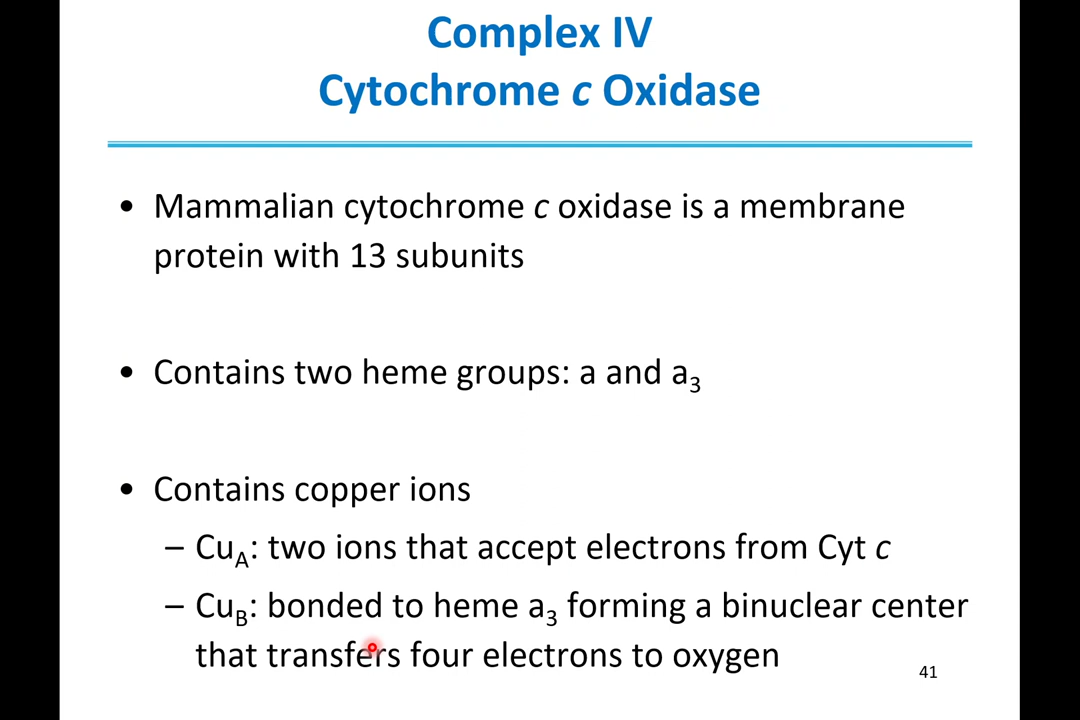 Complex IV
Cytochrome c Oxidase
• Mammalian cytochrome c oxidase is a membrane
protein with 13 subunits
• Contains two heme groups: a and a₃
• Contains copper ions
– Cu_A: two ions that accept electrons from Cyt c
– Cu_B: bonded to heme a₃ forming a binuclear center
that transfers four electrons to oxygen
41